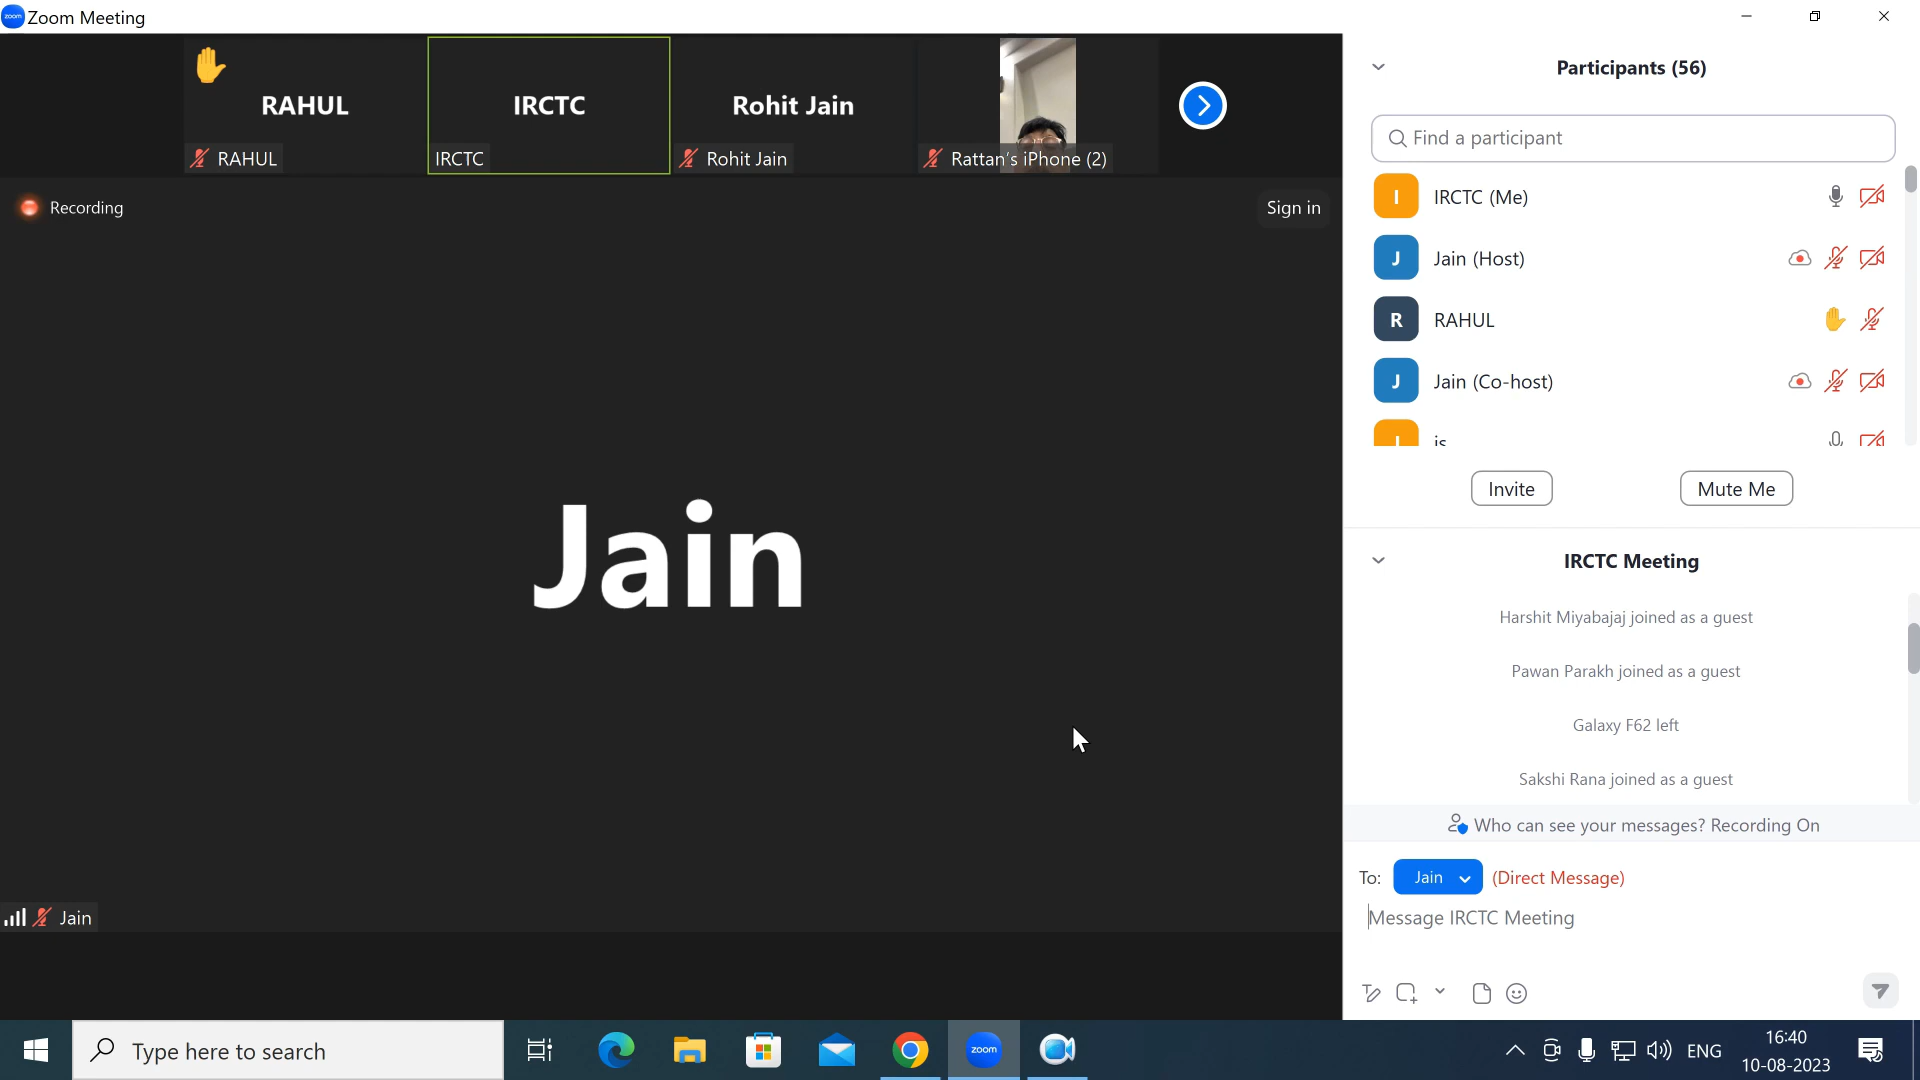 zoom Zoom Meeting
RAHUL
IRCTC
Rohit Jain
RAHUL
IRCTC
Rohit Jain
Rattan's iPhone (2)
Recording
Sign in
Jain
Jain
Participants (56)
Find a participant
I IRCTC (Me)
J Jain (Host)
R RAHUL
J Jain (Co-host)
Invite
Mute Me
IRCTC Meeting
Harshit Miyabajaj joined as a guest
Pawan Parakh joined as a guest
Galaxy F62 left
Sakshi Rana joined as a guest
Who can see your messages? Recording On
To: Jain (Direct Message)
Message IRCTC Meeting
Type here to search
zoom
ENG
16:40
10-08-2023